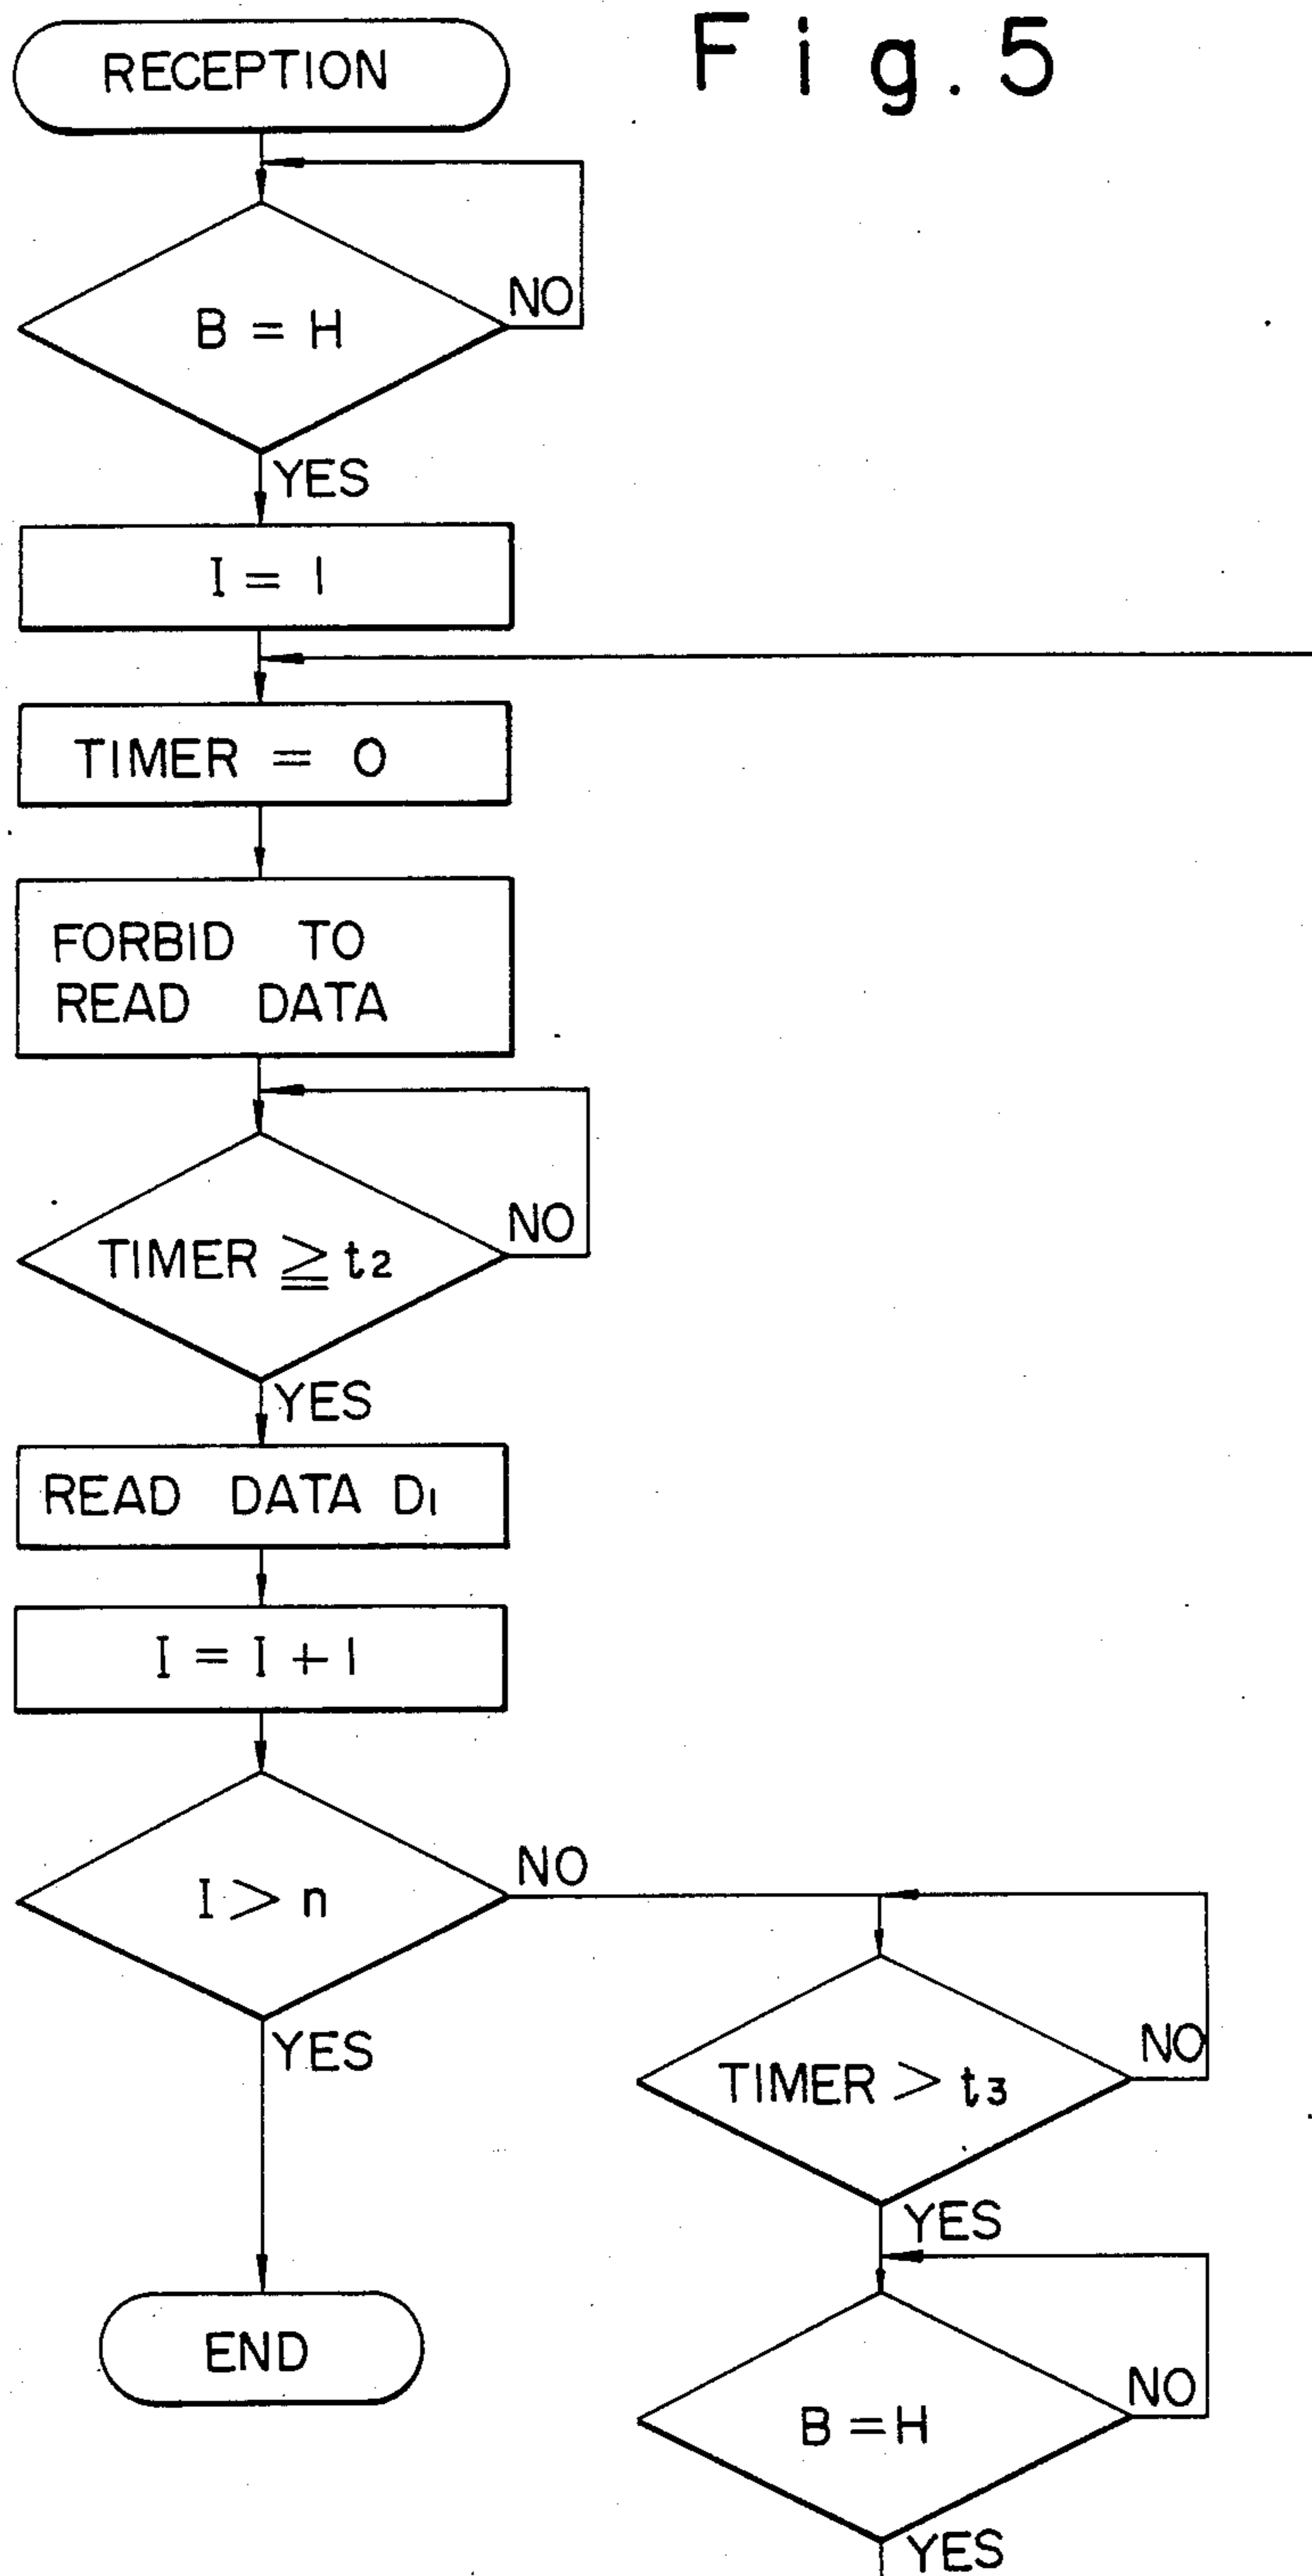 Fig. 5
RECEPTION
B = H
NO
YES
I = 1
TIMER = 0
FORBID TO
READ DATA
TIMER ≧ t2
NO
YES
READ DATA DI
I = I + 1
I > n
NO
YES
END
TIMER > t3
NO
YES
B = H
NO
YES